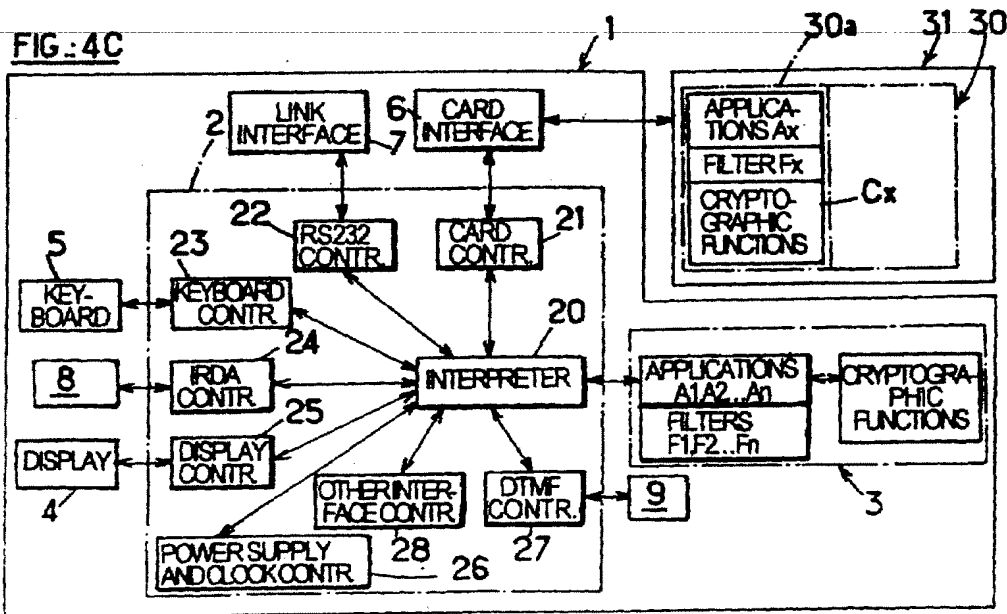 FIG.:4C
1
30a
31
30
2
LINK
INTERFACE
7
6
CARD
INTERFACE
APPLICA-
TIONS Ax
FILTER Fx
CRYPTO-
GRAPHIC
FUNCTIONS
Cx
22
RS232
CONTR.
CARD
CONTR.
21
5
KEY-
BOARD
23
KEYBOARD
CONTR.
20
INTERPRETER
8
24
IRDA
CONTR.
APPLICATIONS
A1,A2...An
FILTERS
F1,F2...Fn
CRYPTOGRA-
PHIC
FUNCTIONS
3
DISPLAY
4
25
DISPLAY
CONTR.
OTHER INTER-
FACE CONTR.
28
DTMF
CONTR.
27
9
POWER SUPPLY
AND CLOCK CONTR.
26